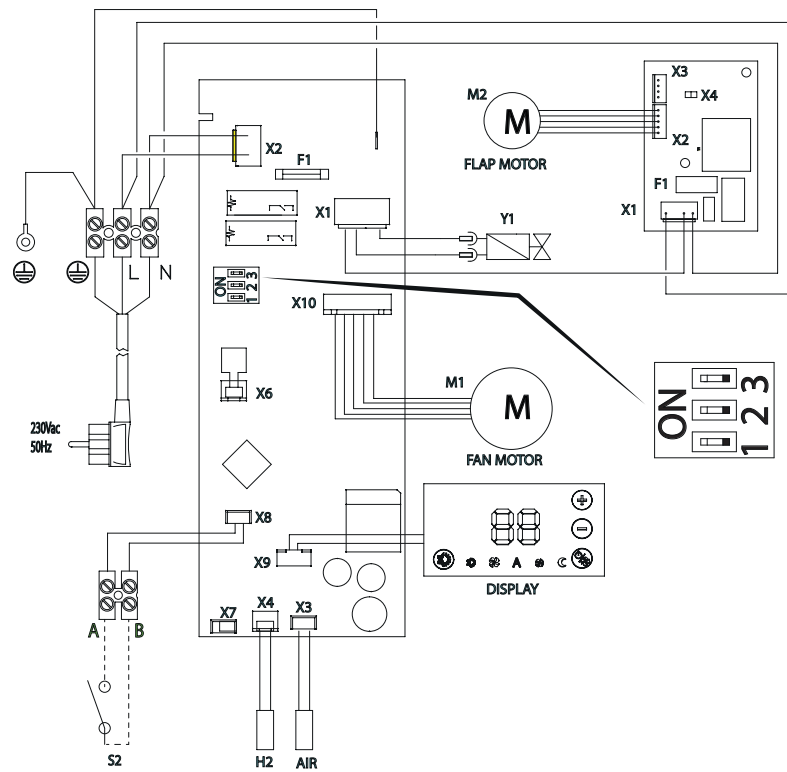 X3
M2
X4
M
X2
X2
F1
FLAP MOTOR
F1
X1
X1
Y1
L N
ON
1 2 3
X10
M1
X6
M
ON
1 2 3
230Vac
50Hz
FAN MOTOR
X8
88
X9
A
DISPLAY
X7
X4
X3
A B
S2
H2
AIR